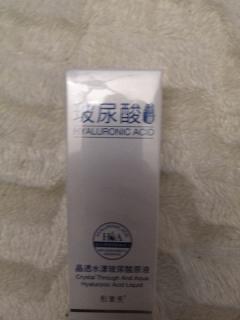 玻尿酸
HYALURONIC ACID
HA
晶透水漾玻尿酸原液
Crystal Through And Aqua
Hyaluronic Acid Liquid